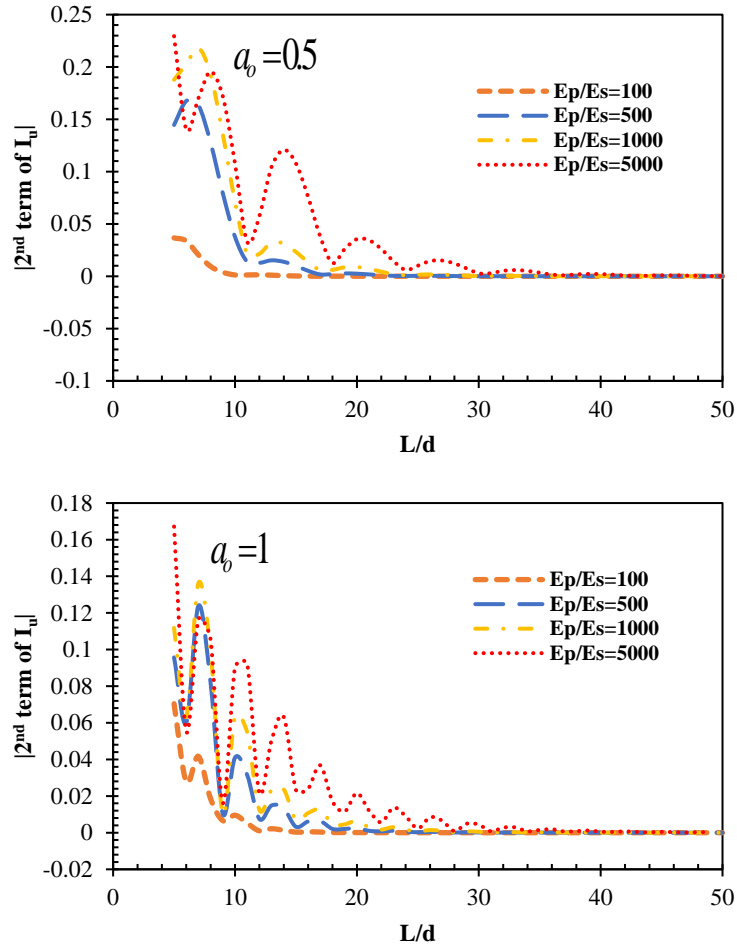 0.25
0.2
0.15
0.1
0.05
0
-0.05
-0.1
|2nd term of Iu|
a0 =0.5
Ep/Es=100
Ep/Es=500
Ep/Es=1000
Ep/Es=5000
0 10 20 30 40 50
L/d
0.18
0.16
0.14
0.12
0.1
0.08
0.06
0.04
0.02
0
-0.02
|2nd term of Iu|
a0 =1
Ep/Es=100
Ep/Es=500
Ep/Es=1000
Ep/Es=5000
0 10 20 30 40 50
L/d